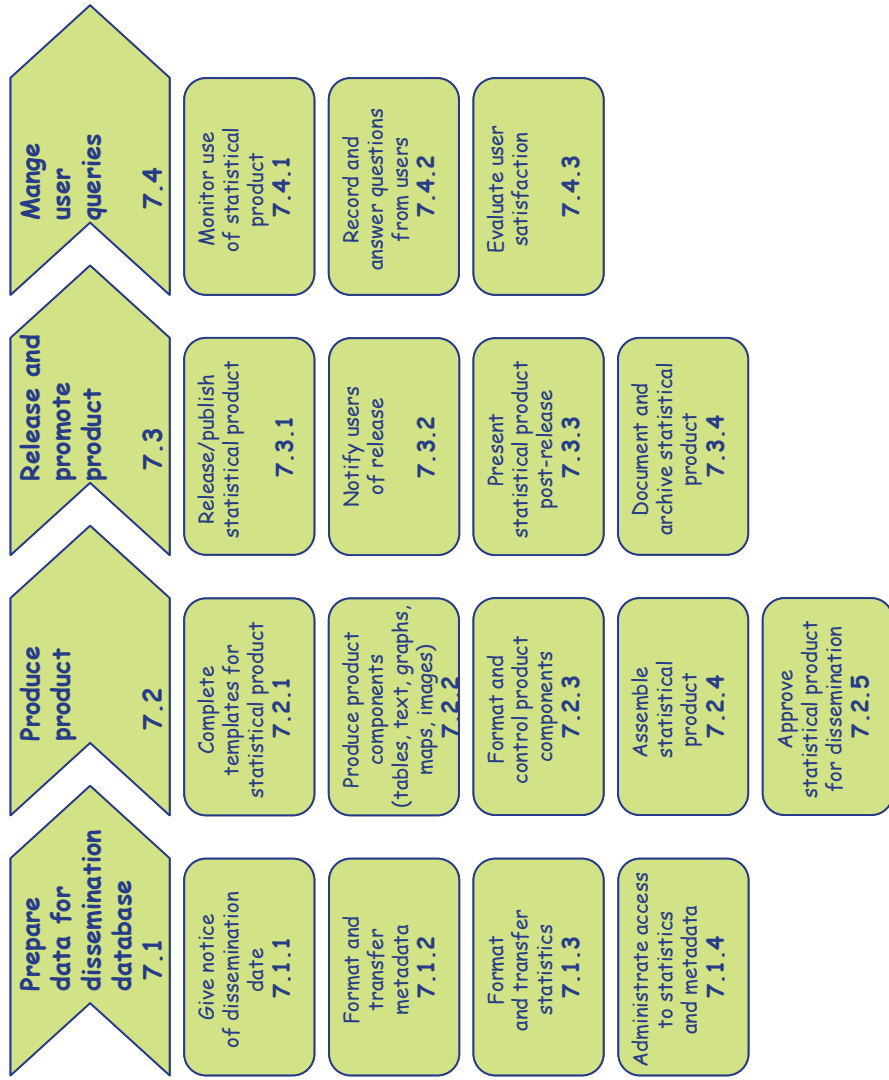 Prepare
data for
dissemination
database
7.1
Give notice
of dissemination
date
7.1.1
Format and
transfer
metadata
7.1.2
Format
and transfer
statistics
7.1.3
Administrate access
to statistics
and metadata
7.1.4
Produce
product
7.2
Complete
templates for
statistical product
7.2.1
Produce product
components
(tables, text, graphs,
maps, images)
7.2.2
Format and
control product
components
7.2.3
Assemble
statistical
product
7.2.4
Approve
statistical product
for dissemination
7.2.5
Release and
promote
product
7.3
Release/publish
statistical product
7.3.1
Notify users
of release
7.3.2
Present
statistical product
post-release
7.3.3
Document and
archive statistical
product
7.3.4
Mange
user
queries
7.4
Monitor use
of statistical
product
7.4.1
Record and
answer questions
from users
7.4.2
Evaluate user
satisfaction
7.4.3